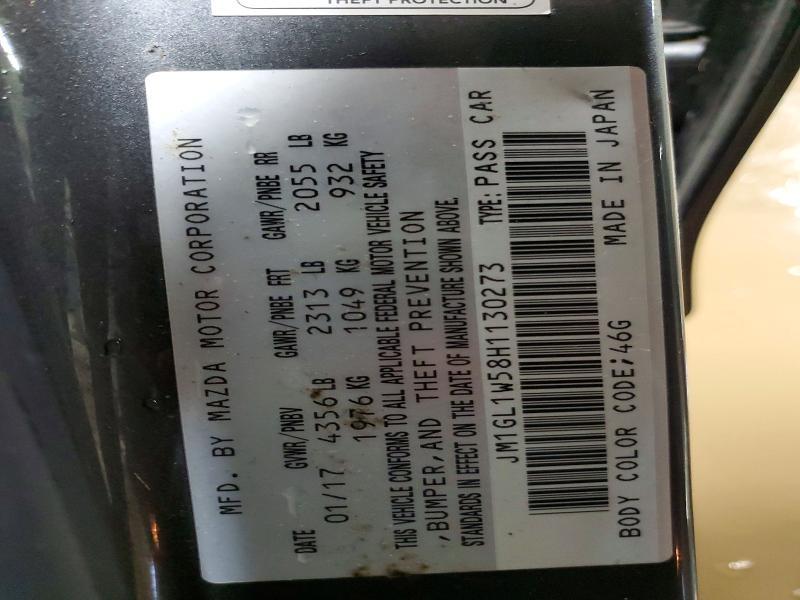 THEFT PROTECTION
MFD. BY MAZDA MOTOR CORPORATION
DATE GVWR/PNBV GAWR/PNBE FRT GAWR/PNBE RR
01/17 4356 LB 2313 LB 2055 LB
1976 KG 1049 KG 932 KG
THIS VEHICLE CONFORMS TO ALL APPLICABLE FEDERAL MOTOR VEHICLE SAFETY
,BUMPER,AND THEFT PREVENTION
STANDARDS IN EFFECT ON THE DATE OF MANUFACTURE SHOWN ABOVE.
JM1GL1W58H1130273 TYPE:PASS CAR
BODY COLOR CODE:46G MADE IN JAPAN